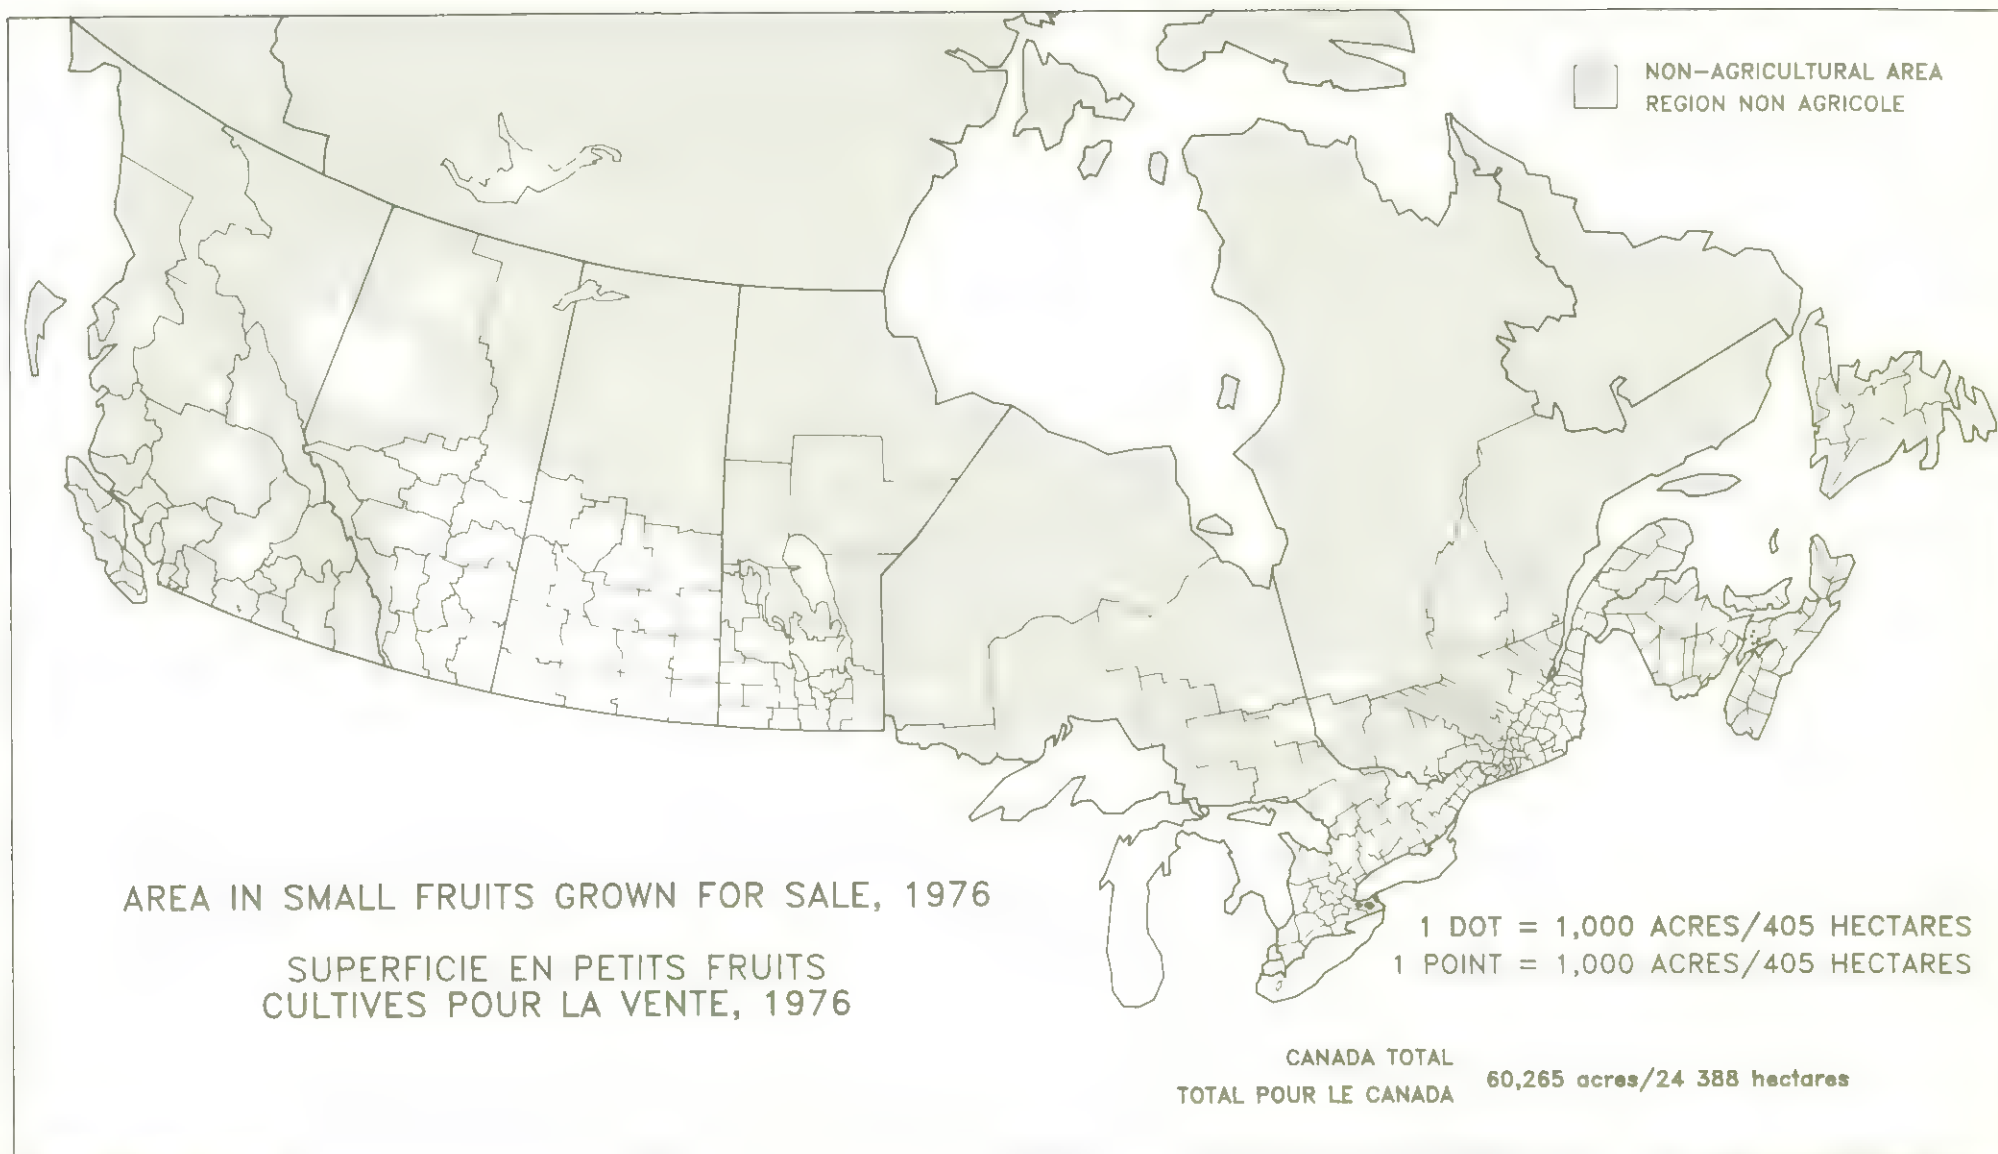 NON-AGRICULTURAL AREA
REGION NON AGRICOLE
AREA IN SMALL FRUITS GROWN FOR SALE, 1976
SUPERFICIE EN PETITS FRUITS
CULTIVES POUR LA VENTE, 1976
1 DOT = 1,000 ACRES/405 HECTARES
1 POINT = 1,000 ACRES/405 HECTARES
CANADA TOTAL
TOTAL POUR LE CANADA
60,265 acres/24 388 hectares